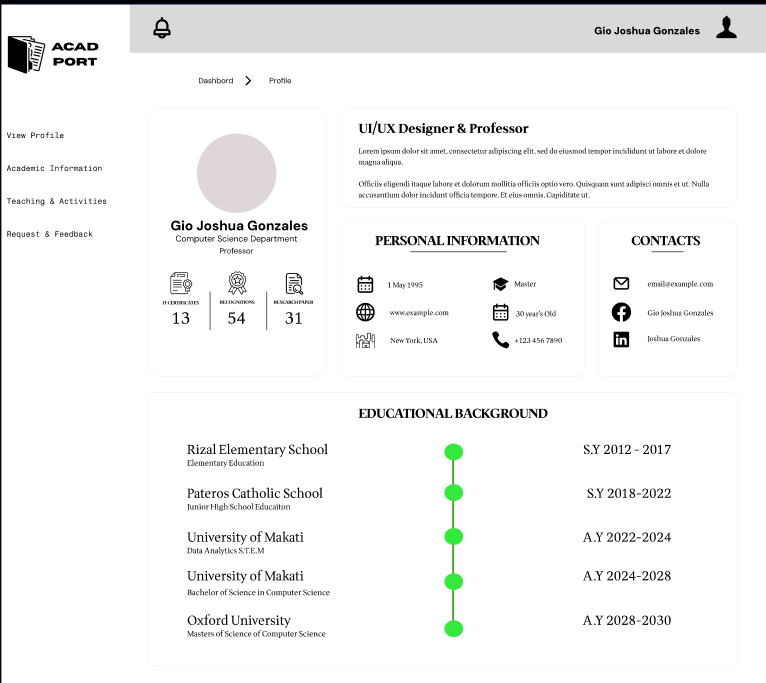 ACAD
PORT
Gio Joshua Gonzales
Dashbord
Profile
View Profile
Academic Information
Teaching & Activities
Request & Feedback
Gio Joshua Gonzales
Computer Science Department
Professor
IT CERTIFICATES
RECOGNITIONS
RESEARCH PAPER
13
54
31
UI/UX Designer & Professor
Lorem ipsum dolor sit amet, consectetur adipiscing elit, sed do eiusmod tempor incididunt ut labore et dolore
magna aliqua.
Officiis eligendi itaque labore et dolorum mollitia officiis optio vero. Quisquam sunt adipisci omnis et ut. Nulla
accusantium dolor incidunt officia tempore. Et eius omnis. Cupiditate ut.
PERSONAL INFORMATION
1 May 1995
Master
www.example.com
30 year's Old
New York, USA
+123 456 7890
CONTACTS
email@example.com
Gio Joshua Gonzales
Joshua Gonzales
EDUCATIONAL BACKGROUND
Rizal Elementary School
Elementary Education
S.Y 2012 - 2017
Pateros Catholic School
Junior High School Educaiton
S.Y 2018-2022
University of Makati
Data Analytics S.T.E.M
A.Y 2022-2024
University of Makati
Bachelor of Science in Computer Science
A.Y 2024-2028
Oxford University
Masters of Science of Computer Science
A.Y 2028-2030